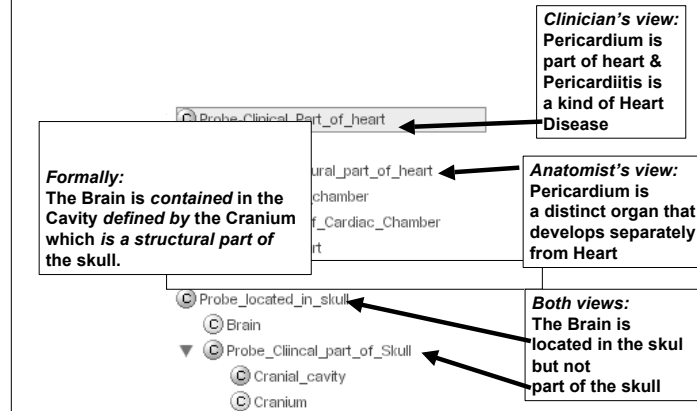 Clinician's view:
Pericardium is
part of heart &
Pericardiitis is
a kind of Heart
Disease
Probe-Clinical_Part_of_heart
Formally:
The Brain is contained in the
Cavity defined by the Cranium
which is a structural part of
the skull.
ural_part_of_heart
chamber
f_Cardiac_Chamber
rt
Anatomist's view:
Pericardium is
a distinct organ that
develops separately
from Heart
Probe_located_in_skull
Brain
Probe_Cliincal_part_of_Skull
Cranial_cavity
Cranium
Both views:
The Brain is
located in the skul
but not
part of the skull